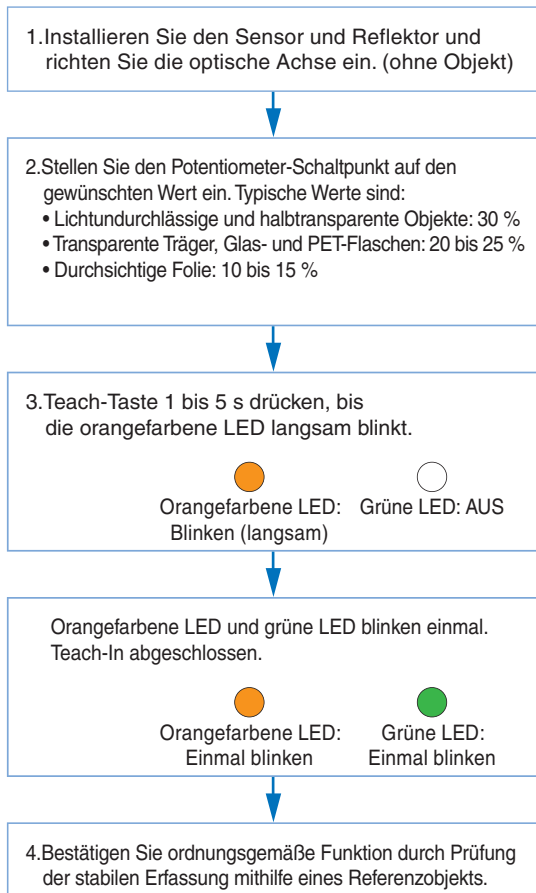 1.Installieren Sie den Sensor und Reflektor und
richten Sie die optische Achse ein. (ohne Objekt)
2.Stellen Sie den Potentiometer-Schaltpunkt auf den
gewünschten Wert ein. Typische Werte sind:
• Lichtundurchlässige und halbtransparente Objekte: 30 %
• Transparente Träger, Glas- und PET-Flaschen: 20 bis 25 %
• Durchsichtige Folie: 10 bis 15 %
3.Teach-Taste 1 bis 5 s drücken, bis
die orangefarbene LED langsam blinkt.
Orangefarbene LED: Grüne LED: AUS
Blinken (langsam)
Orangefarbene LED und grüne LED blinken einmal.
Teach-In abgeschlossen.
Orangefarbene LED: Grüne LED:
Einmal blinken Einmal blinken
4.Bestätigen Sie ordnungsgemäße Funktion durch Prüfung
der stabilen Erfassung mithilfe eines Referenzobjekts.